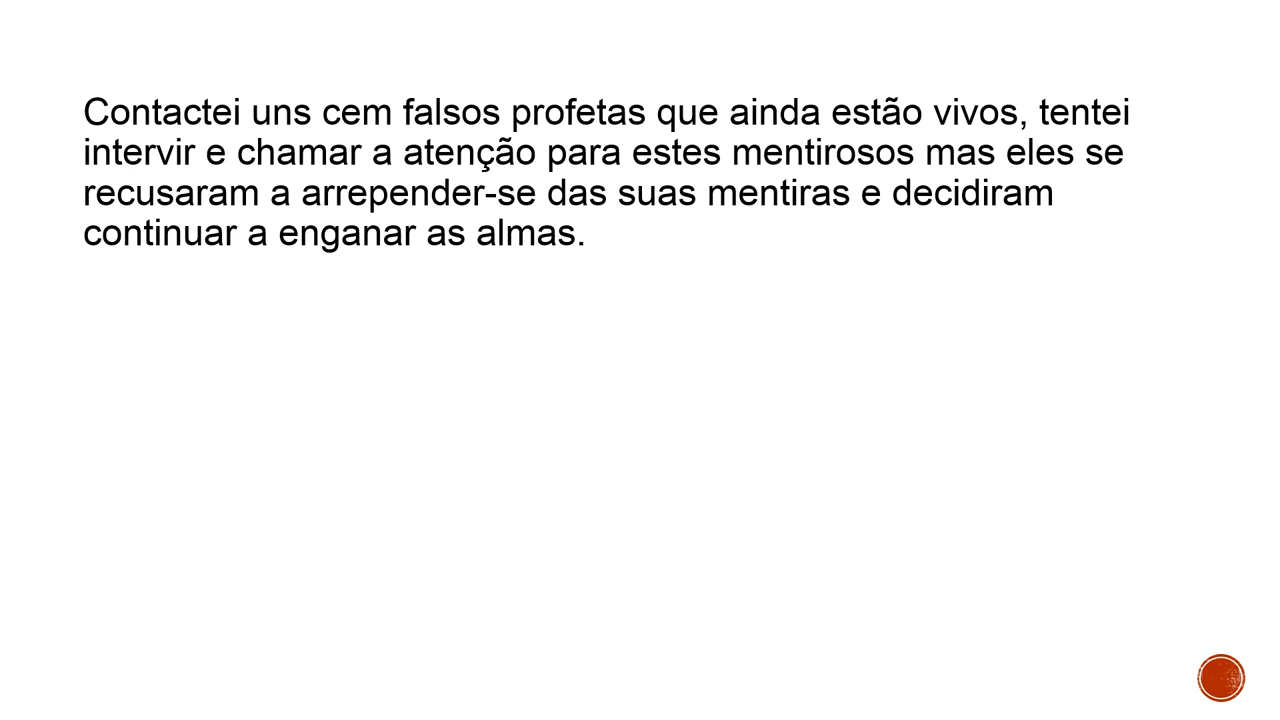 Contactei uns cem falsos profetas que ainda estão vivos, tentei
intervir e chamar a atenção para estes mentirosos mas eles se
recusaram a arrepender-se das suas mentiras e decidiram
continuar a enganar as almas.